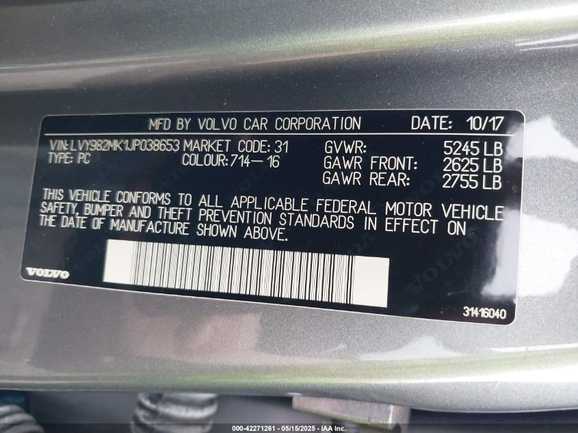 MFD BY VOLVO CAR CORPORATION DATE: 10/17
VIN: LVY982MK1JP038653 MARKET CODE: 31 GVWR: 5245 LB
TYPE: PC COLOUR: 714-16 GAWR FRONT: 2625 LB
GAWR REAR: 2755 LB
THIS VEHICLE CONFORMS TO ALL APPLICABLE FEDERAL MOTOR VEHICLE
SAFETY, BUMPER AND THEFT PREVENTION STANDARDS IN EFFECT ON
THE DATE OF MANUFACTURE SHOWN ABOVE.
VOLVO
31416040
000-42271261 - 05/15/2025 - IAA Inc.